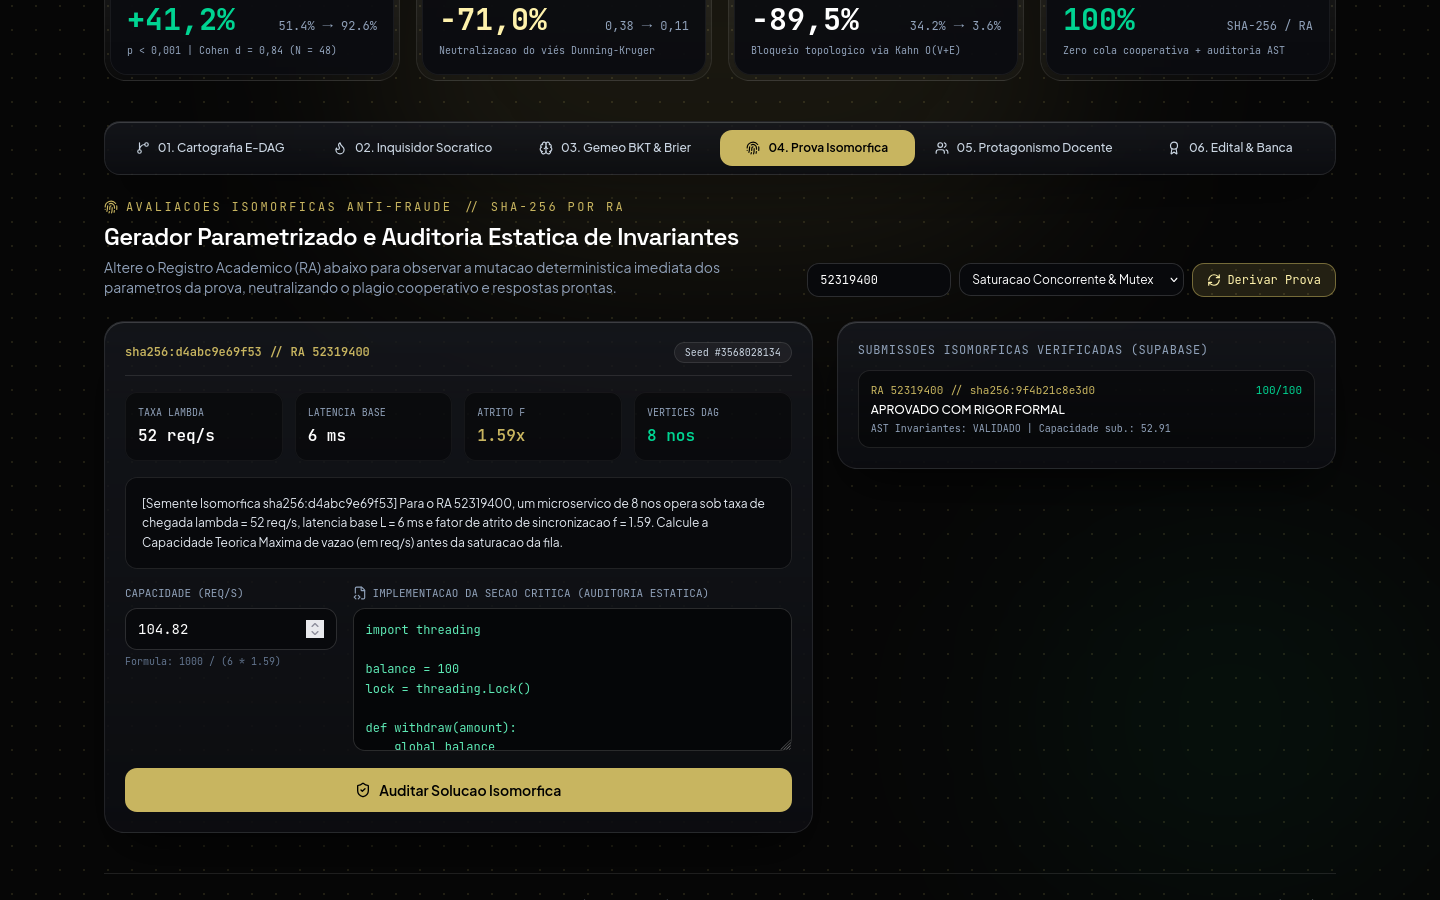 +41,2%
51.4% → 92.6%
p < 0,001 | Cohen d = 0,84 (N = 48)
-71,0%
0,38 → 0,11
Neutralizacao do viés Dunning-Kruger
-89,5%
34.2% → 3.6%
Bloqueio topologico via Kahn O(V+E)
100%
SHA-256 / RA
Zero cola cooperativa + auditoria AST
01. Cartografia E-DAG
02. Inquisidor Socratico
03. Gemeo BKT & Brier
04. Prova Isomorfica
05. Protagonismo Docente
06. Edital & Banca
AVALIACOES ISOMORFICAS ANTI-FRAUDE // SHA-256 POR RA
Gerador Parametrizado e Auditoria Estatica de Invariantes
Altere o Registro Academico (RA) abaixo para observar a mutacao deterministica imediata dos
parametros da prova, neutralizando o plagio cooperativo e respostas prontas.
52319400
Saturacao Concorrente & Mutex
Derivar Prova
sha256:d4abc9e69f53 // RA 52319400
Seed #3568028134
TAXA LAMBDA
52 req/s
LATENCIA BASE
6 ms
ATRITO F
1.59x
VERTICES DAG
8 nos
[Semente Isomorfica sha256:d4abc9e69f53] Para o RA 52319400, um microservico de 8 nos opera sob taxa de
chegada lambda = 52 req/s, latencia base L = 6 ms e fator de atrito de sincronizacao f = 1.59. Calcule a
Capacidade Teorica Maxima de vazao (em req/s) antes da saturacao da fila.
CAPACIDADE (REQ/S)
104.82
Formula: 1000 / (6 * 1.59)
IMPLEMENTACAO DA SECAO CRITICA (AUDITORIA ESTATICA)
import threading
balance = 100
lock = threading.Lock()
def withdraw(amount):
global balance
Auditar Solucao Isomorfica
SUBMISSOES ISOMORFICAS VERIFICADAS (SUPABASE)
RA 52319400 // sha256:9f4b21c8e3d0
100/100
APROVADO COM RIGOR FORMAL
AST Invariantes: VALIDADO | Capacidade sub.: 52.91